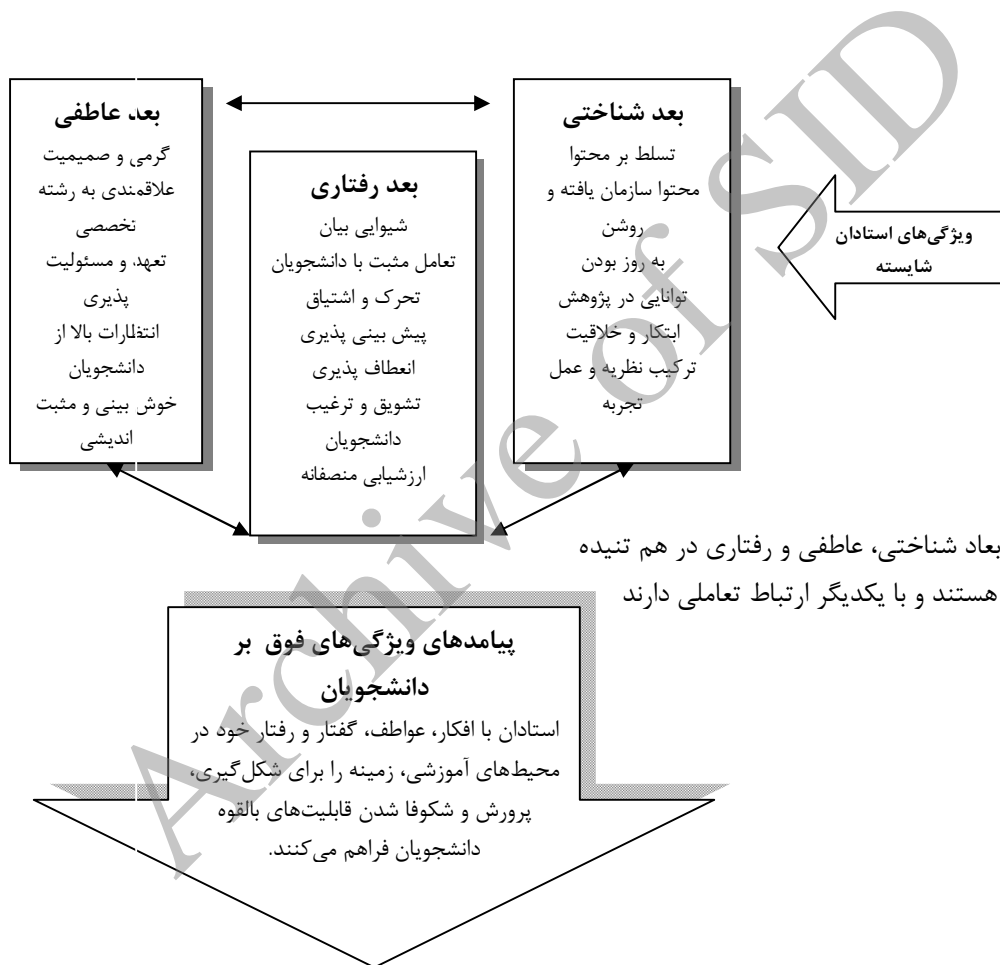 ویژگی‌های استادان
شایسته
بعد شناختی
تسلط بر محتوا
محتوا سازمان یافته و
روشن
به روز بودن
توانایی در پژوهش
ابتکار و خلاقیت
ترکیب نظریه و عمل
تجربه
بعد رفتاری
شیوایی بیان
تعامل مثبت با دانشجویان
تحرک و اشتیاق
پیش بینی پذیری
انعطاف پذیری
تشویق و ترغیب
دانشجویان
ارزشیابی منصفانه
بعد عاطفی
گرمی و صمیمیت
علاقمندی به رشته
تخصصی
تعهد و مسئولیت
پذیری
انتظارات بالا از
دانشجویان
خوش بینی و مثبت
اندیشی
بعاد شناختی، عاطفی و رفتاری در هم تنیده
هستند و با یکدیگر ارتباط تعاملی دارند
پیامدهای ویژگی‌های فوق بر
دانشجویان
استادان با افکار، عواطف، گفتار و رفتار خود در
محیط‌های آموزشی، زمینه را برای شکل‌گیری،
پرورش و شکوفا شدن قابلیت‌های بالقوه
دانشجویان فراهم می‌کنند.
Archive of SID